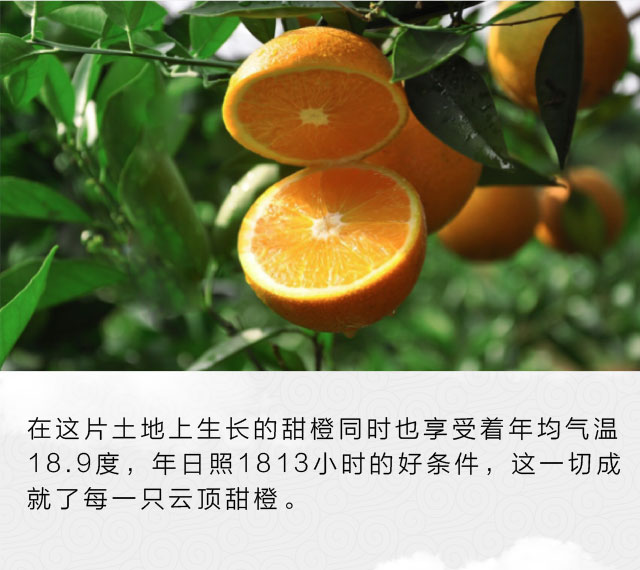 在这片土地上生长的甜橙同时也享受着年均气温
18.9度，年日照1813小时的好条件，这一切成
就了每一只云顶甜橙。